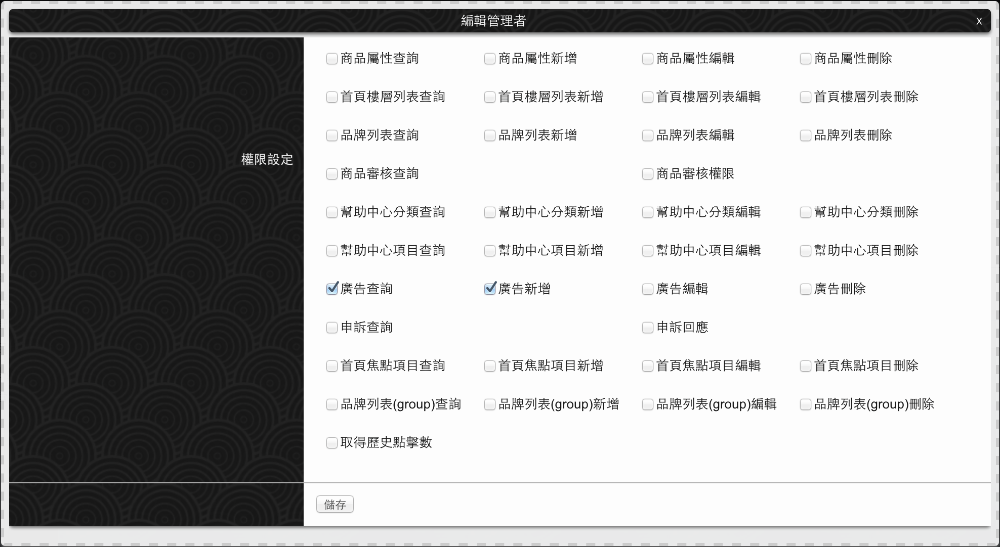 編輯管理者 X
商品屬性查詢 商品屬性新增 商品屬性編輯 商品屬性刪除
首頁樓層列表查詢 首頁樓層列表新增 首頁樓層列表編輯 首頁樓層列表刪除
品牌列表查詢 品牌列表新增 品牌列表編輯 品牌列表刪除
權限設定
商品審核查詢 商品審核權限
幫助中心分類查詢 幫助中心分類新增 幫助中心分類編輯 幫助中心分類刪除
幫助中心項目查詢 幫助中心項目新增 幫助中心項目編輯 幫助中心項目刪除
廣告查詢 廣告新增 廣告編輯 廣告刪除
申訴查詢 申訴回應
首頁焦點項目查詢 首頁焦點項目新增 首頁焦點項目編輯 首頁焦點項目刪除
品牌列表(group)查詢 品牌列表(group)新增 品牌列表(group)編輯 品牌列表(group)刪除
取得歷史點擊數
儲存